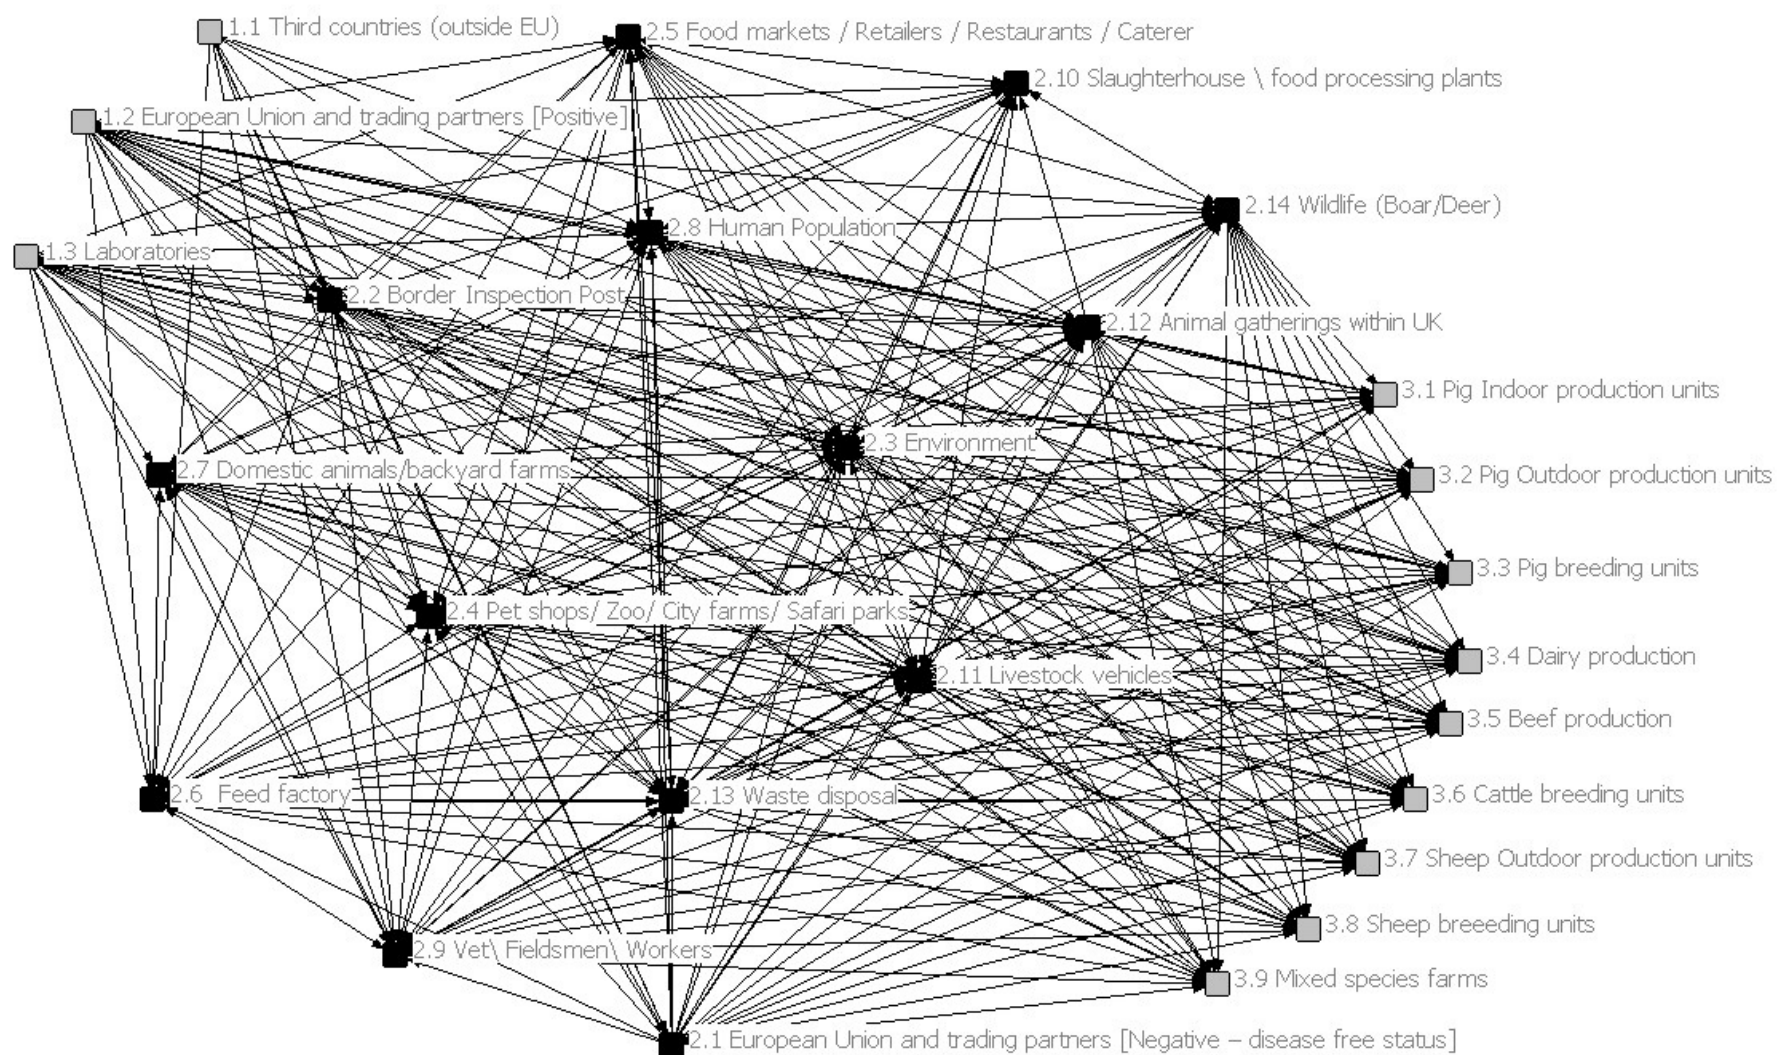 1.1 Third countries (outside EU)
2.5 Food markets / Retailers / Restaurants / Caterer
2.10 Slaughterhouse \ food processing plants
1.2 European Union and trading partners [Positive]
2.14 Wildlife (Boar/Deer)
2.8 Human Population
1.3 Laboratories
2.2 Border Inspection Post
2.12 Animal gatherings within UK
3.1 Pig Indoor production units
2.3 Environment
2.7 Domestic animals/backyard farms
3.2 Pig Outdoor production units
3.3 Pig breeding units
2.4 Pet shops/ Zoo/ City farms/ Safari parks
3.4 Dairy production
2.11 Livestock vehicles
3.5 Beef production
2.6 Feed factory
2.13 Waste disposal
3.6 Cattle breeding units
3.7 Sheep Outdoor production units
3.8 Sheep breeeding units
2.9 Vet\ Fieldsmen\ Workers
3.9 Mixed species farms
2.1 European Union and trading partners [Negative – disease free status]